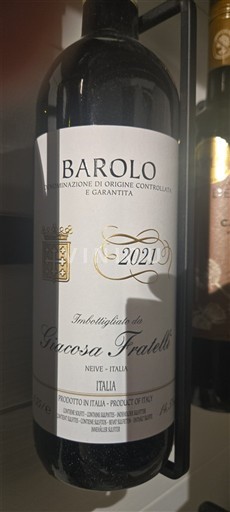 BAROLO
DENOMINAZIONE DI ORIGINE CONTROLLATA
E GARANTITA
2021
Imbottigliato da
Giacosa Fratelli
NEIVE - ITALIA
ITALIA
PRODOTTO IN ITALIA - PRODUCT OF ITALY